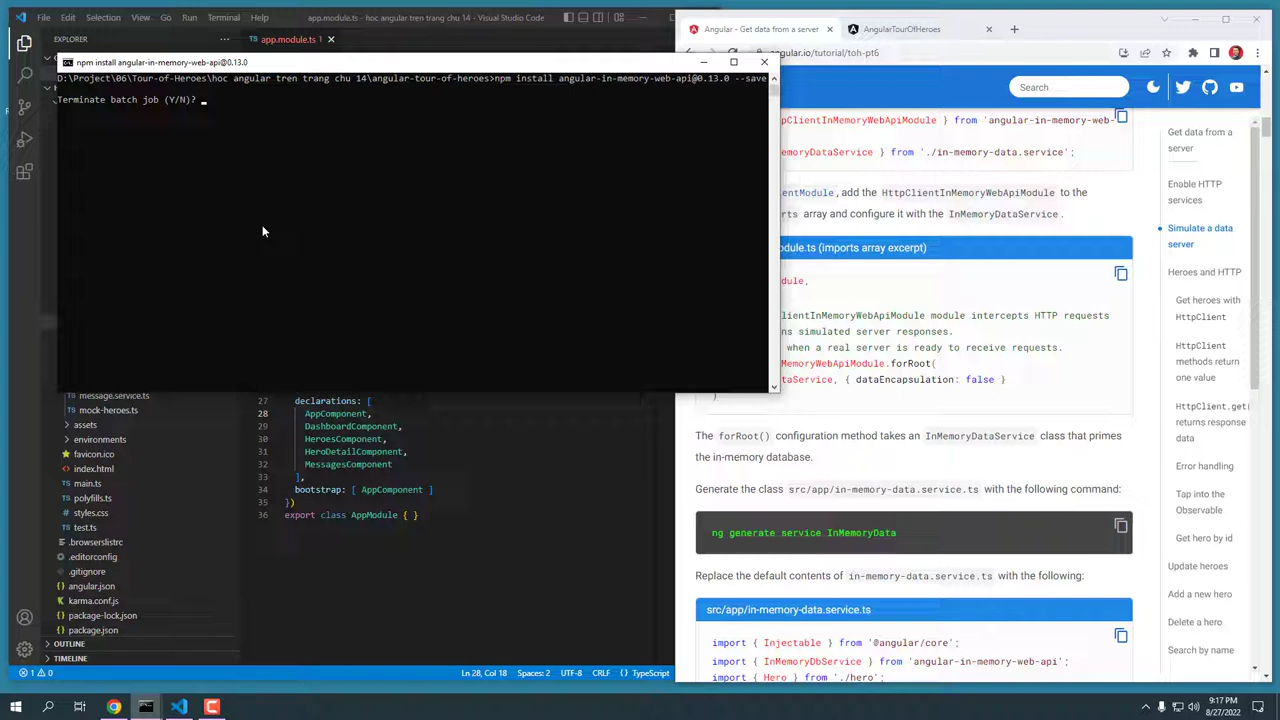 File Edit Selection View Go Run Terminal Help
app.module.ts - hoc angular tren trang chu 14 - Visual Studio Code
EXPLORER
app.module.ts 1
npm install angular-in-memory-web-api@0.13.0
D:\Project\06\Tour-of-Heroes\hoc angular tren trang chu 14\angular-tour-of-heroes>npm install angular-in-memory-web-api@0.13.0 --save
Terminate batch job (Y/N)?
message.service.ts
mock-heroes.ts
assets
environments
favicon.ico
index.html
main.ts
polyfills.ts
styles.css
test.ts
.browserslistrc
.editorconfig
.gitignore
angular.json
karma.conf.js
package-lock.json
package.json
OUTLINE
TIMELINE
27 declarations: [
28 AppComponent,
29 DashboardComponent,
30 HeroesComponent,
31 HeroDetailComponent,
32 MessagesComponent
33 ],
34 bootstrap: [ AppComponent ]
35 })
36 export class AppModule { }
1 0
Ln 28, Col 18 Spaces: 2 UTF-8 CRLF TypeScript
Angular - Get data from a server
AngularTourOfHeroes
angular.io/tutorial/toh-pt6
Search
pClientInMemoryWebApiModule } from 'angular-in-memory-web-
emoryDataService } from './in-memory-data.service';
entModule, add the HttpClientInMemoryWebApiModule to the
rts array and configure it with the InMemoryDataService.
dule.ts (imports array excerpt)
dule,
lientInMemoryWebApiModule module intercepts HTTP requests
ns simulated server responses.
when a real server is ready to receive requests.
MemoryWebApiModule.forRoot(
taService, { dataEncapsulation: false }
)
The forRoot() configuration method takes an InMemoryDataService class that primes
the in-memory database.
Generate the class src/app/in-memory-data.service.ts with the following command:
ng generate service InMemoryData
Replace the default contents of in-memory-data.service.ts with the following:
src/app/in-memory-data.service.ts
import { Injectable } from '@angular/core';
import { InMemoryDbService } from 'angular-in-memory-web-api';
import { Hero } from './hero';
Get data from a
server
Enable HTTP
services
Simulate a data
server
Heroes and HTTP
Get heroes with
HttpClient
HttpClient
methods return
one value
HttpClient.get(
returns response
data
Error handling
Tap into the
Observable
Get hero by id
Update heroes
Add a new hero
Delete a hero
Search by name
9:17 PM
8/27/2022